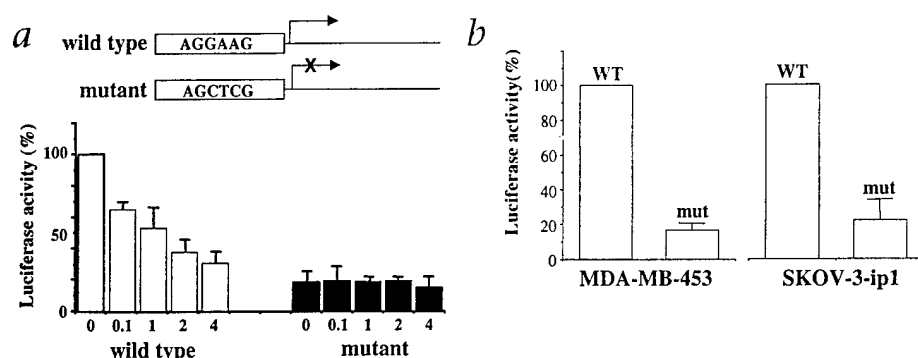 a
wild type AGGAAG
mutant AGCTCG
X
Luciferase acivity (%)
100
50
0
0 0.1 1 2 4 0 0.1 1 2 4
wild type mutant
b
Luciferase activity(%)
100
80
60
40
20
0
WT
mut
WT
mut
MDA-MB-453 SKOV-3-ip1